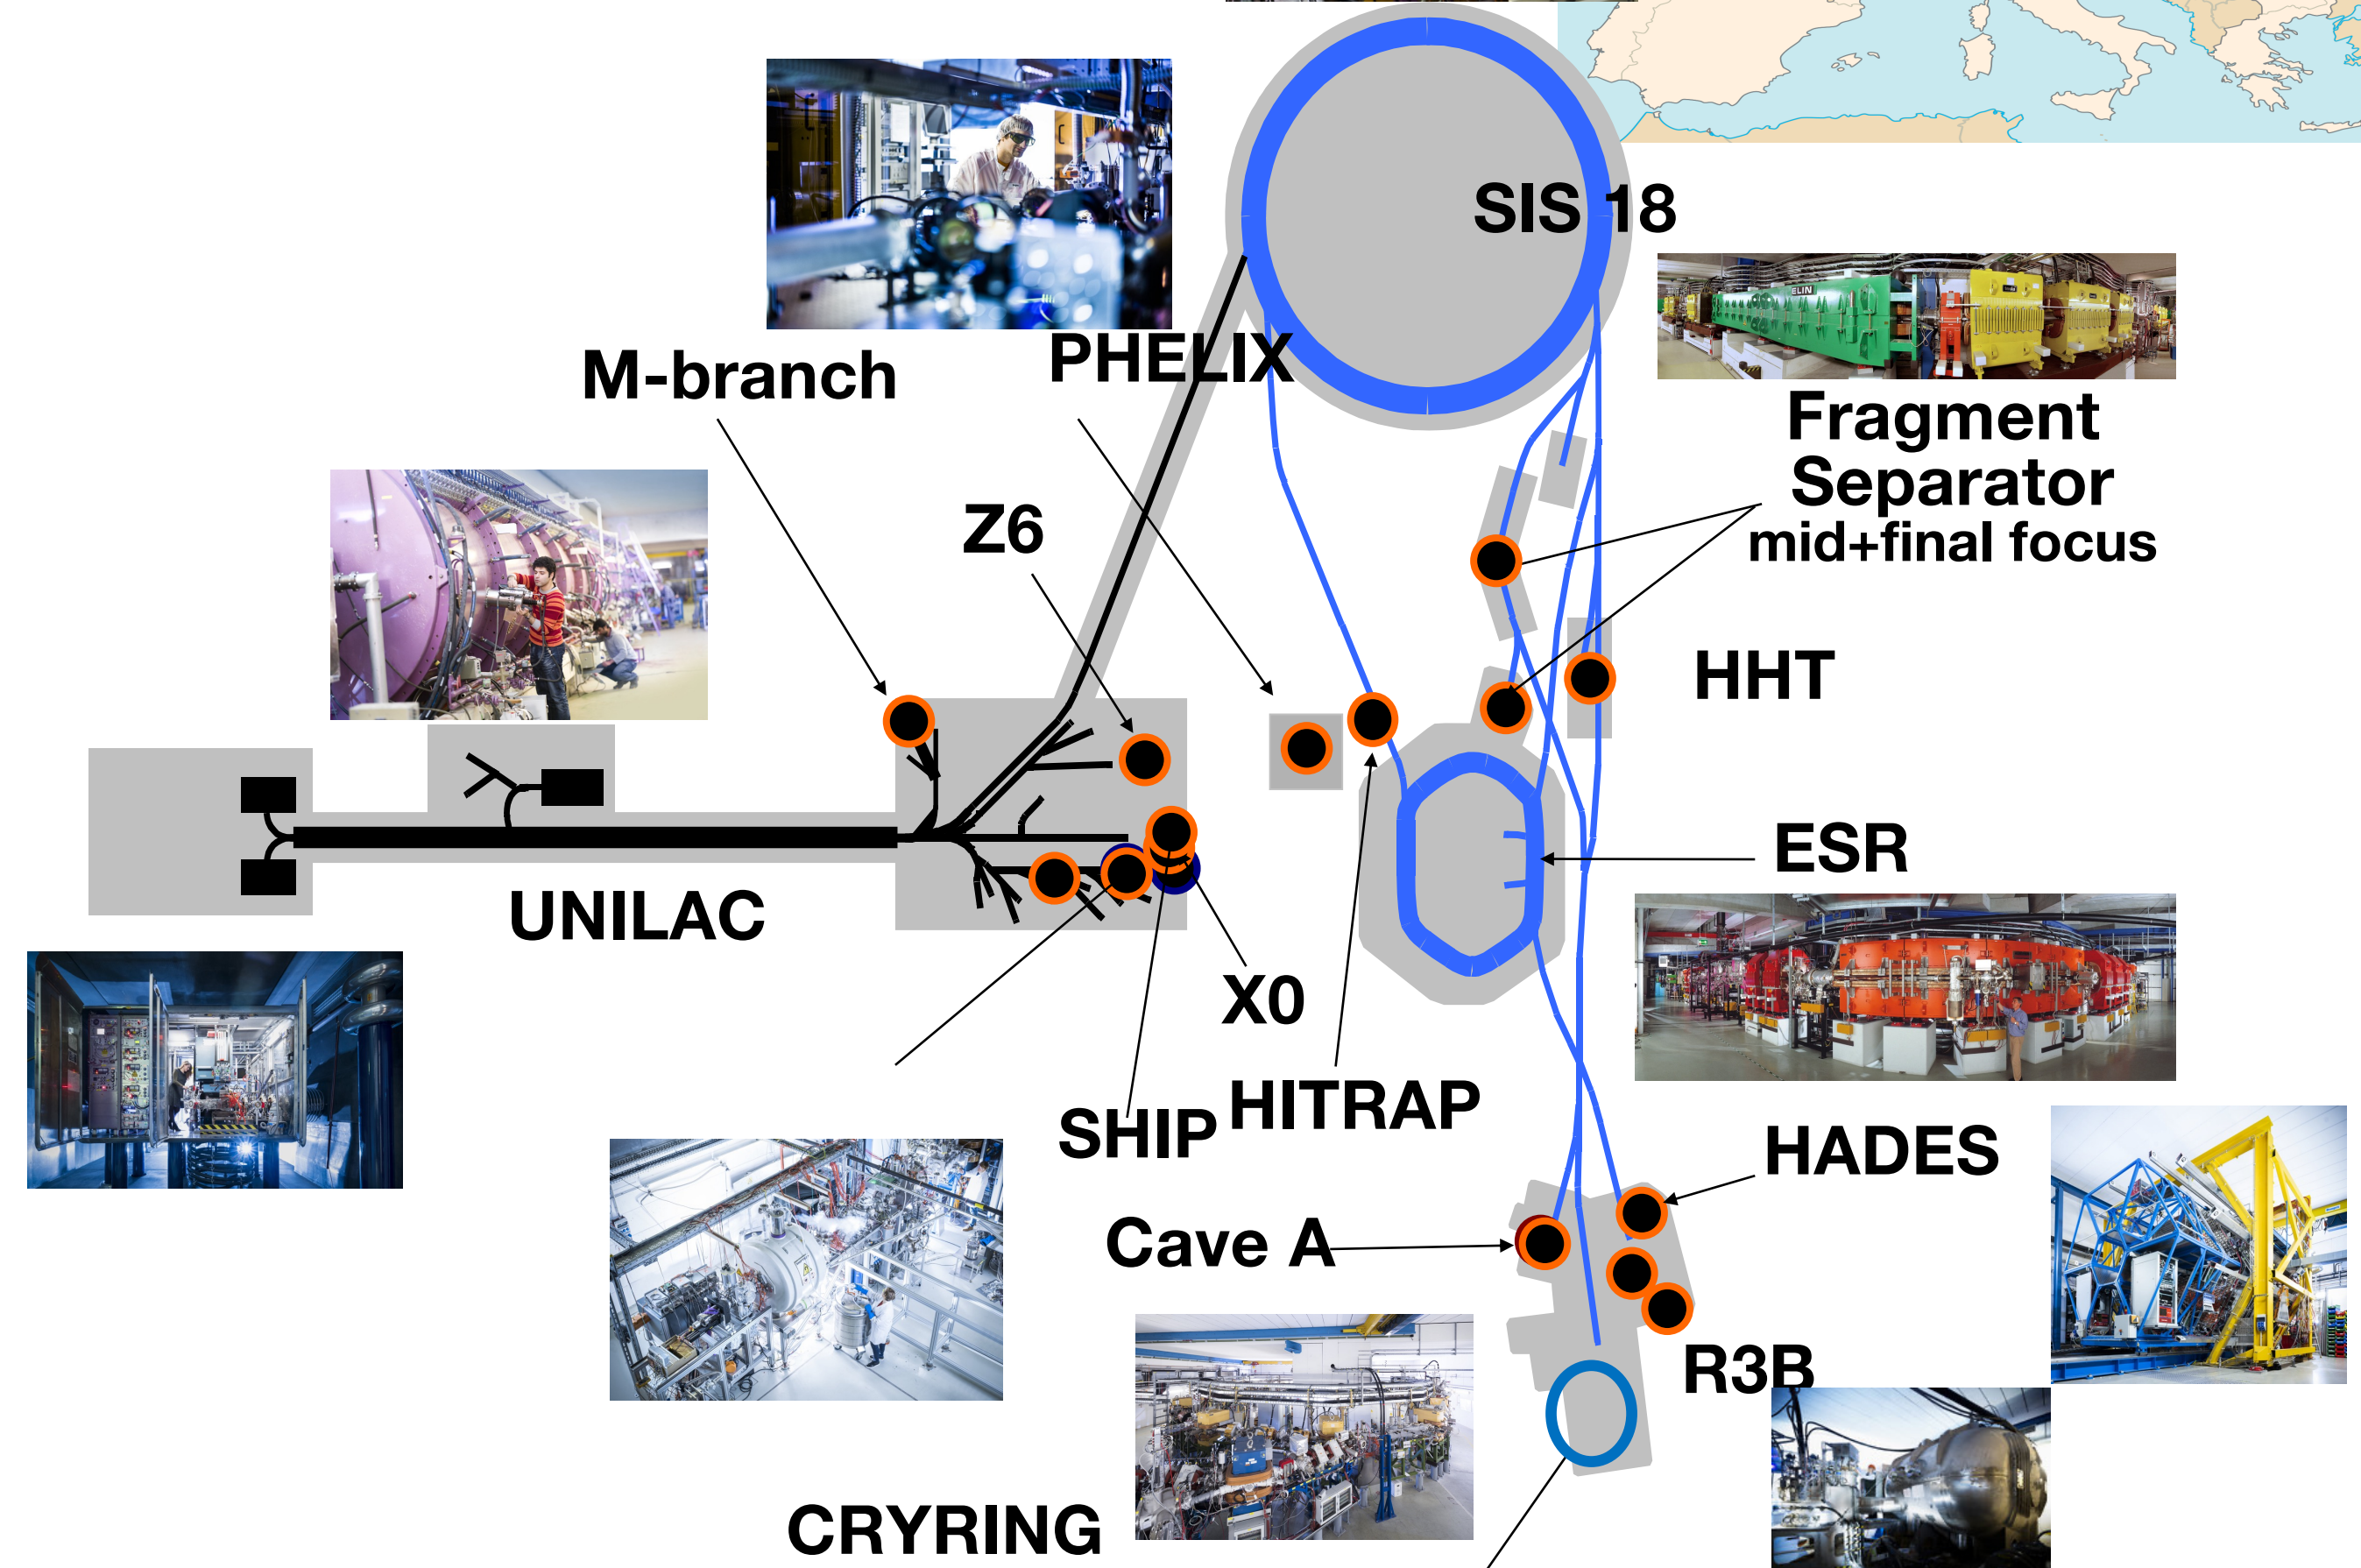 SIS 18
ELIN
M-branch
PHELIX
Fragment
Separator
mid+final focus
Z6
HHT
ESR
UNILAC
X0
HITRAP
SHIP
HADES
Cave A
R3B
CRYRING